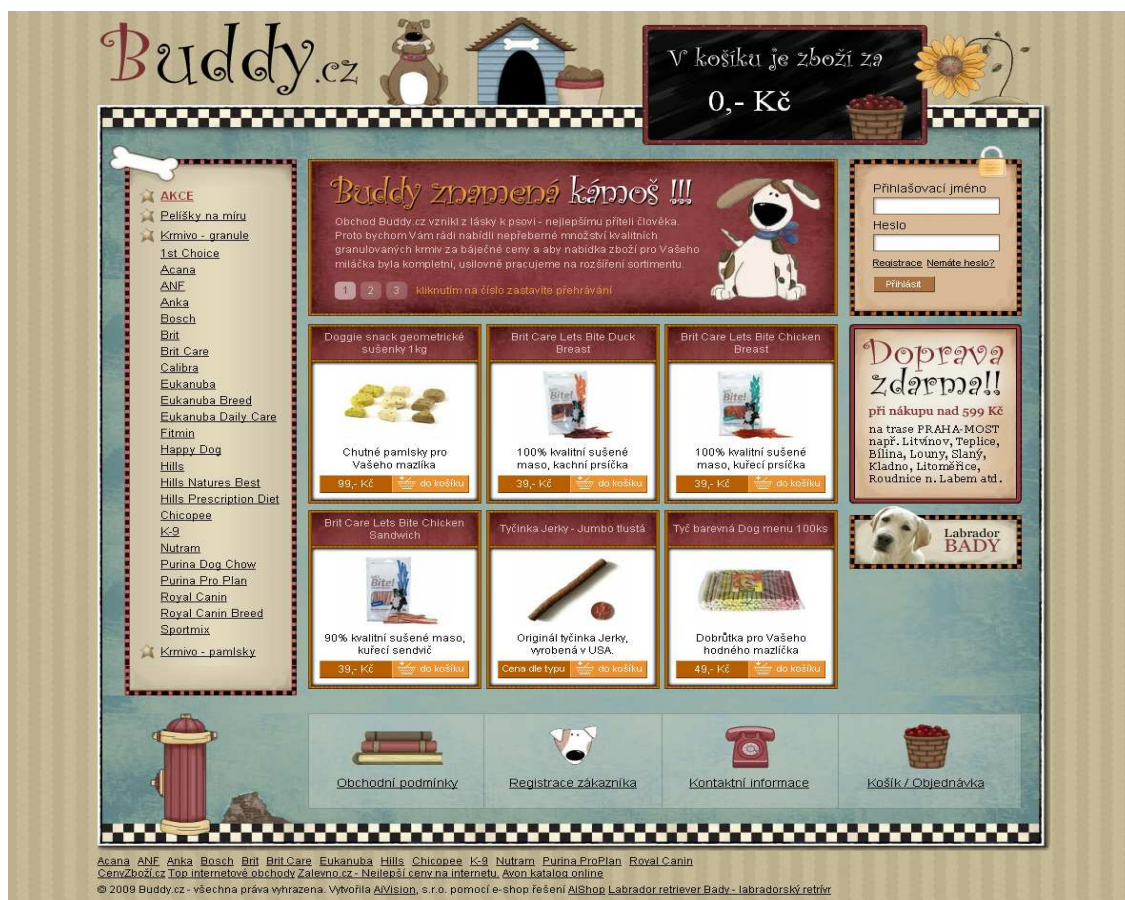 Buddy.cz
V košíku je zboží za
0,- Kč
AKCE
Pelíšky na míru
Krmivo - granule
1st Choice
Acana
ANF
Anka
Bosch
Brit
Brit Care
Calibra
Eukanuba
Eukanuba Breed
Eukanuba Daily Care
Fitmin
Happy Dog
Hills
Hills Natures Best
Hills Prescription Diet
Chicopee
K-9
Nutram
Purina Dog Chow
Purina Pro Plan
Royal Canin
Royal Canin Breed
Sportmix
Krmivo - pamlsky
Buddy znamená kámoš !!!
Obchod Buddy.cz vznikl z lásky k psovi - nejlepšímu příteli člověka.
Proto bychom Vám rádi nabídli nepřeberné množství kvalitních
granulovaných krmiv za báječné ceny a aby nabídka zboží pro Vašeho
miláčka byla kompletní, usilovně pracujeme na rozšíření sortimentu.
1 2 3 kliknutím na číslo zastavíte přehrávání
Přihlašovací jméno
Heslo
Registrace Nemáte heslo?
Přihlásit
Doggie snack geometrické
sušenky 1kg
Chutné pamlsky pro
Vašeho mazlíka
99,- Kč do košíku
Brit Care Lets Bite Duck
Breast
Bite!
100% kvalitní sušené
maso, kachní prsíčka
39,- Kč do košíku
Brit Care Lets Bite Chicken
Breast
Bite!
100% kvalitní sušené
maso, kuřecí prsíčka
39,- Kč do košíku
Doprava
zdarma!!
při nákupu nad 599 Kč
na trase PRAHA-MOST
např. Litvínov, Teplice,
Bílina, Louny, Slaný,
Kladno, Litoměřice,
Roudnice n. Labem atd.
Brit Care Lets Bite Chicken
Sandwich
Bite!
90% kvalitní sušené maso,
kuřecí sendvič
39,- Kč do košíku
Tyčinka Jerky - Jumbo tlustá
Originál tyčinka Jerky,
vyrobená v USA.
Cena dle typu do košíku
Tyč barevná Dog menu 100ks
Dobrůtka pro Vašeho
hodného mazlíčka
49,- Kč do košíku
Labrador
BADY
Obchodní podmínky
Registrace zákazníka
Kontaktní informace
Košík / Objednávka
Acana ANF Anka Bosch Brit Brit Care Eukanuba Hills Chicopee K-9 Nutram Purina ProPlan Royal Canin
CenyZboží.cz Top internetové obchody Zalevno.cz - Nejlepší ceny na internetu. Avon katalog online
© 2009 Buddy.cz - všechna práva vyhrazena. Vytvořila AiVision, s.r.o. pomocí e-shop řešení AiShop Labrador retriever Bady - labradorský retrívr